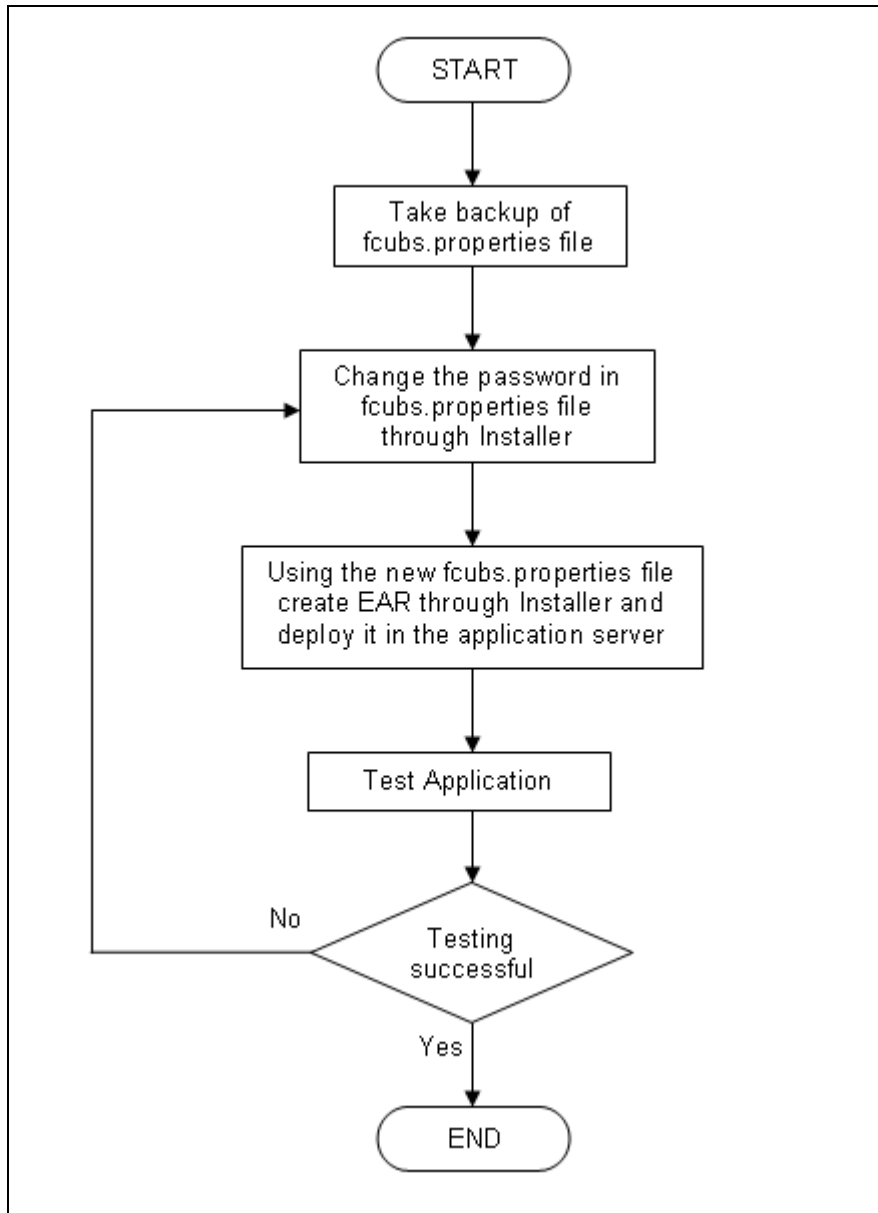 START
Take backup of
fcubs.properties file
Change the password in
fcubs.properties file
through Installer
Using the new fcubs.properties file
create EAR through Installer and
deploy it in the application server
Test Application
No
Testing
successful
Yes
END